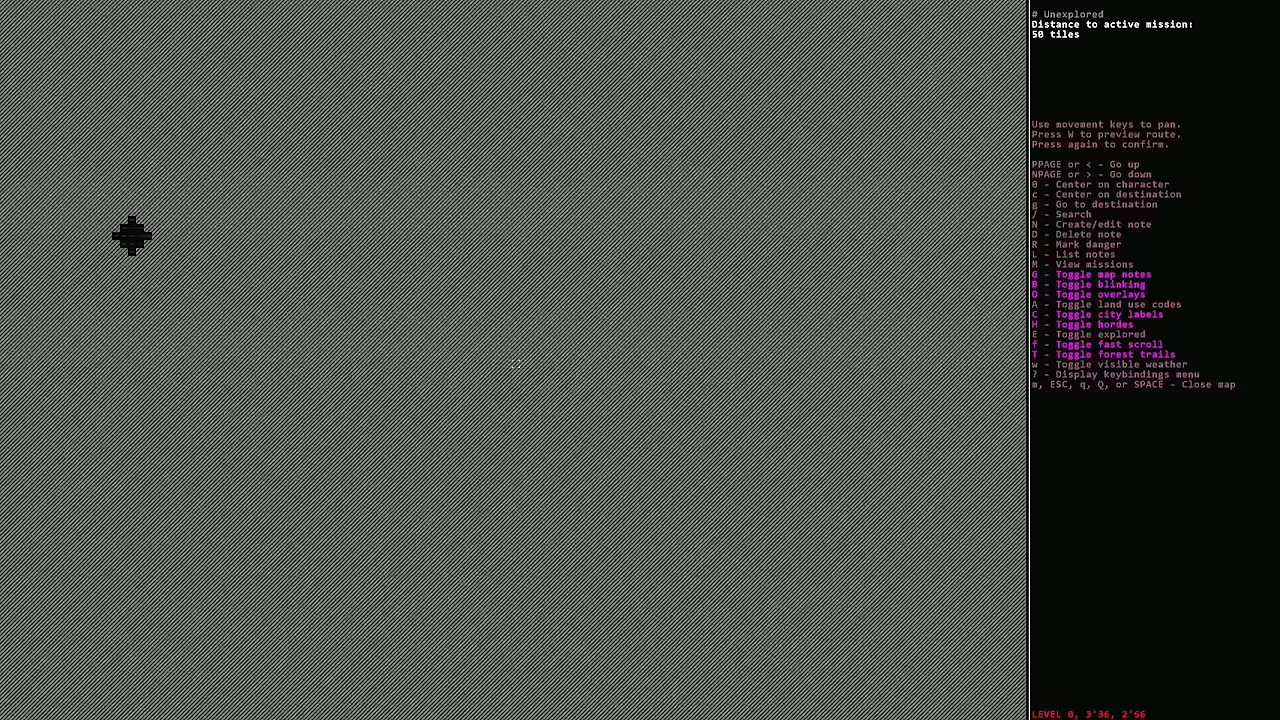 # Unexplored
Distance to active mission:
50 tiles
Use movement keys to pan.
Press W to preview route.
Press again to confirm.
PPAGE or < - Go up
NPAGE or > - Go down
0 - Center on character
c - Center on destination
g - Go to destination
/ - Search
N - Create/edit note
D - Delete note
R - Mark danger
L - List notes
M - View missions
G - Toggle map notes
B - Toggle blinking
O - Toggle overlays
A - Toggle land use codes
C - Toggle city labels
H - Toggle hordes
E - Toggle explored
f - Toggle fast scroll
T - Toggle forest trails
w - Toggle visible weather
? - Display keybindings menu
m, ESC, q, Q, or SPACE - Close map
LEVEL 0, 3'36, 2'56